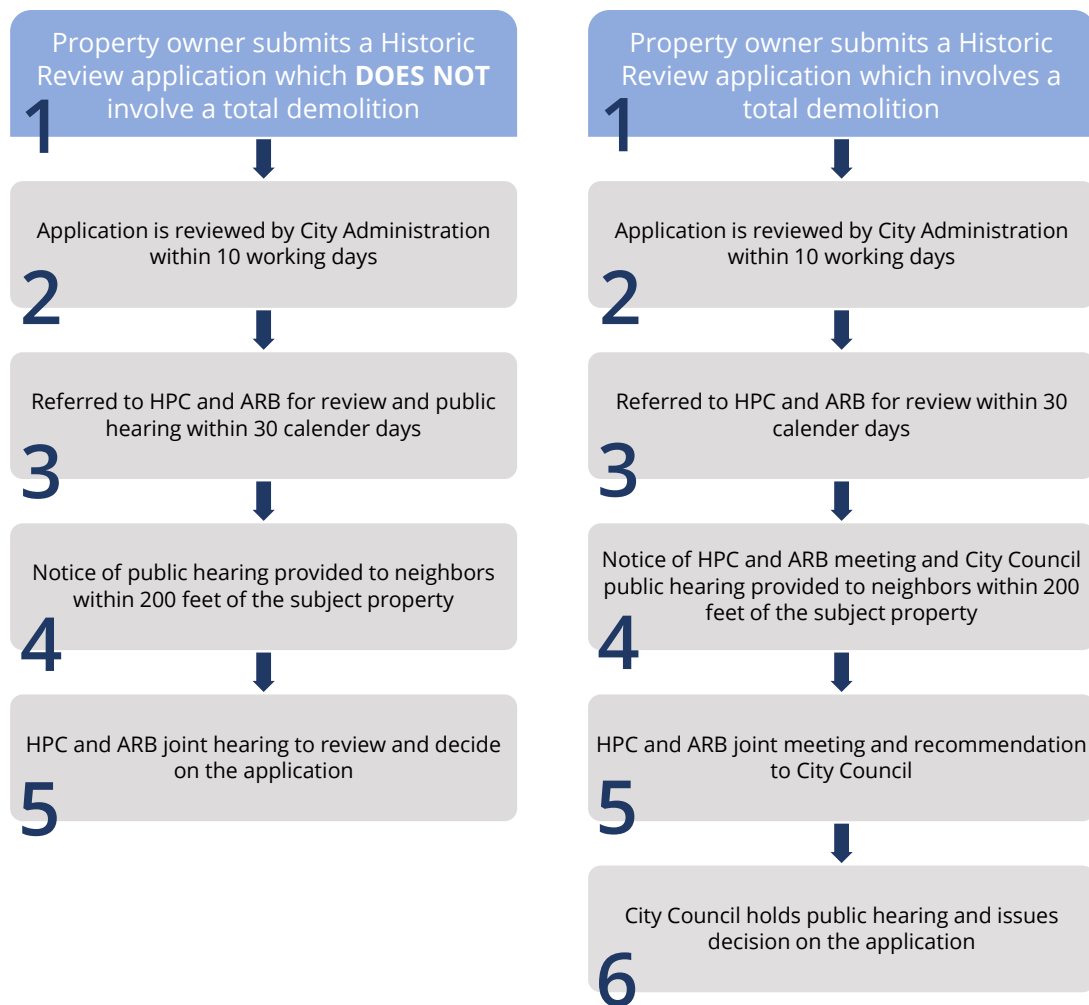 Property owner submits a Historic
Review application which DOES NOT
involve a total demolition
1
Application is reviewed by City Administration
within 10 working days
2
Referred to HPC and ARB for review and public
hearing within 30 calender days
3
Notice of public hearing provided to neighbors
within 200 feet of the subject property
4
HPC and ARB joint hearing to review and decide
on the application
5
Property owner submits a Historic
Review application which involves a
total demolition
1
Application is reviewed by City Administration
within 10 working days
2
Referred to HPC and ARB for review within 30
calender days
3
Notice of HPC and ARB meeting and City Council
public hearing provided to neighbors within 200
feet of the subject property
4
HPC and ARB joint meeting and recommendation
to City Council
5
City Council holds public hearing and issues
decision on the application
6